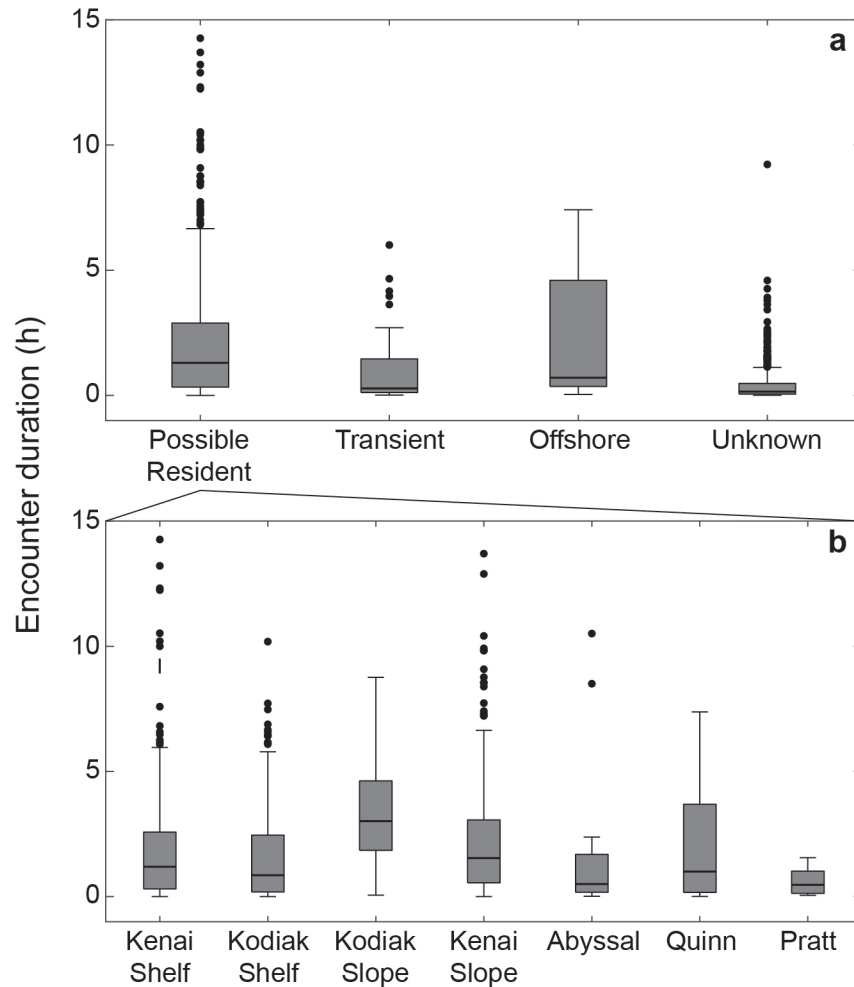 Encounter duration (h)
a
15
10
5
0
Possible Resident
Transient
Offshore
Unknown
b
15
10
5
0
Kenai Shelf
Kodiak Shelf
Kodiak Slope
Kenai Slope
Abyssal
Quinn
Pratt